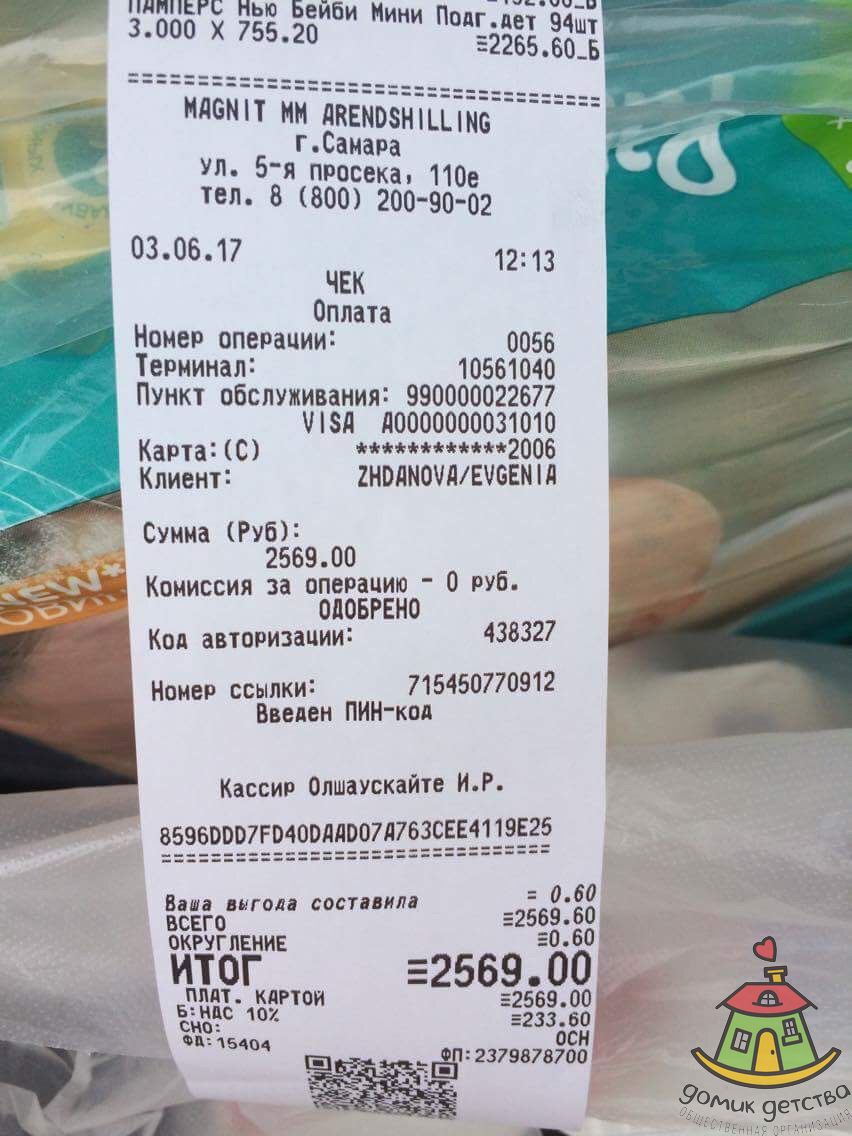 ПАМПЕРС Нью Бейби Мини Подг.дет 94шт
3.000 X 755.20 ≡2265.60_Б
MAGNIT MM ARENDSHILLING
г.Самара
ул. 5-я просека, 110е
тел. 8 (800) 200-90-02
03.06.17 12:13
ЧЕК
Оплата
Номер операции: 0056
Терминал: 10561040
Пункт обслуживания: 990000022677
VISA A0000000031010
Карта:(С) ************2006
Клиент: ZHDANOVA/EVGENIA
Сумма (Руб):
2569.00
Комиссия за операцию - 0 руб.
ОДОБРЕНО
Код авторизации: 438327
Номер ссылки: 715450770912
Введен ПИН-код
Кассир Олшаускайте И.Р.
8596DDD7FD40DAAD07A763CEE4119E25
Ваша выгода составила = 0.60
ВСЕГО ≡2569.60
ОКРУГЛЕНИЕ ≡0.60
ИТОГ ≡2569.00
ПЛАТ. КАРТОЙ ≡2569.00
Б:НДС 10% ≡233.60
СНО: ОСН
ФД:15404 ФП:2379878700
NEW
домик детства
ОБЩЕСТВЕННАЯ ОРГАНИЗАЦИЯ